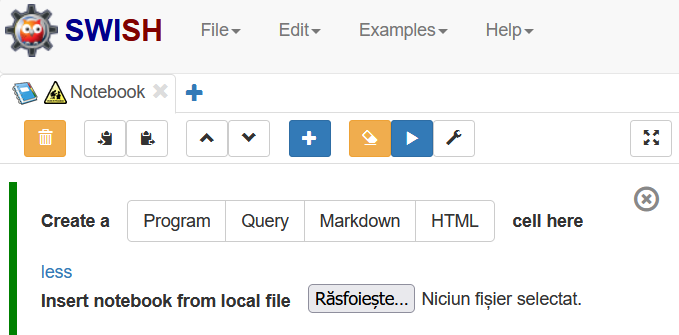 SWISH File Edit Examples Help
Notebook
Create a Program Query Markdown HTML cell here
less
Insert notebook from local file Răsfoiește... Niciun fișier selectat.